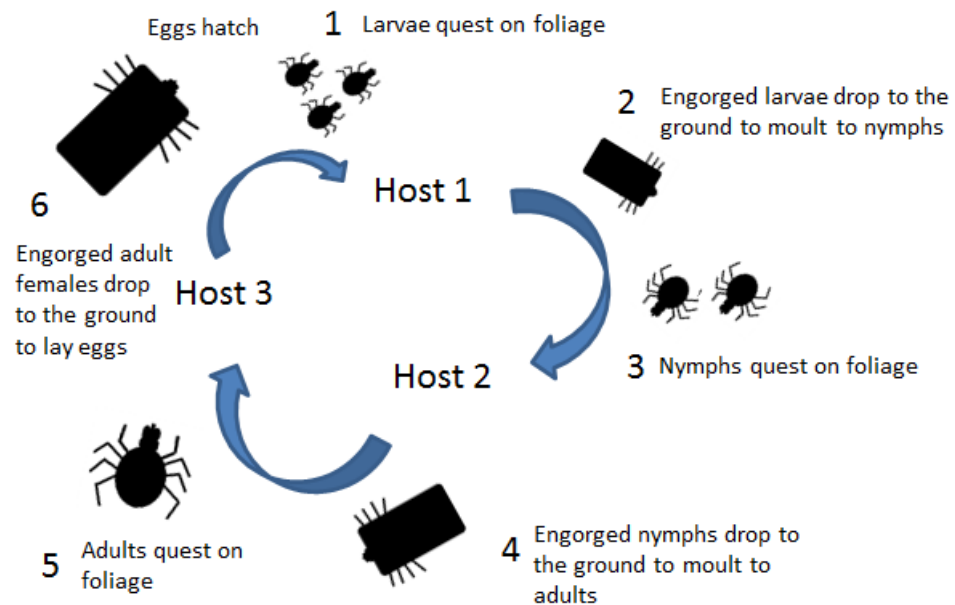 Eggs hatch
1 Larvae quest on foliage
2 Engorged larvae drop to the
ground to moult to nymphs
Host 1
3 Nymphs quest on foliage
Host 2
4 Engorged nymphs drop to
the ground to moult to
adults
5 Adults quest on
foliage
Host 3
6
Engorged adult
females drop
to the ground
to lay eggs